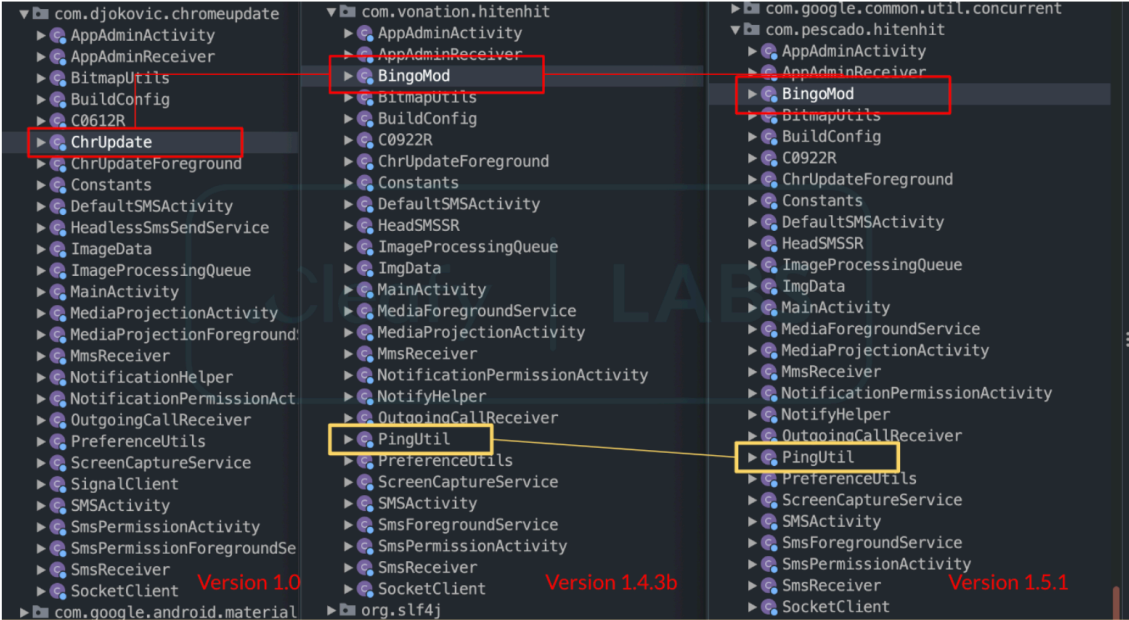 com.djokovic.chromeupdate
AppAdminActivity
AppAdminReceiver
BitmapUtils
BuildConfig
C0612R
ChrUpdate
ChrUpdateForeground
Constants
DefaultSMSActivity
HeadlessSmsSendService
ImageData
ImageProcessingQueue
MainActivity
MediaProjectionActivity
MediaProjectionForeground
MmsReceiver
NotificationHelper
NotificationPermissionAct
OutgoingCallReceiver
PreferenceUtils
ScreenCaptureService
SignalClient
SMSActivity
SmsPermissionActivity
SmsPermissionForegroundSe
SmsReceiver
SocketClient
com.google.android.material
Version 1.0
com.vonation.hitenhit
AppAdminActivity
AppAdminReceiver
BingoMod
BitmapUtils
BuildConfig
C0922R
ChrUpdateForeground
Constants
DefaultSMSActivity
HeadSMSSR
ImageProcessingQueue
ImgData
MainActivity
MediaForegroundService
MediaProjectionActivity
MmsReceiver
NotificationPermissionActivity
NotifyHelper
OutgoingCallReceiver
PingUtil
PreferenceUtils
ScreenCaptureService
SMSActivity
SmsForegroundService
SmsPermissionActivity
SmsReceiver
SocketClient
org.slf4j
Version 1.4.3b
com.google.common.util.concurrent
com.pescado.hitenhit
AppAdminActivity
AppAdminReceiver
BingoMod
BitmapUtils
BuildConfig
C0922R
ChrUpdateForeground
Constants
DefaultSMSActivity
HeadSMSSR
ImageProcessingQueue
ImgData
MainActivity
MediaForegroundService
MediaProjectionActivity
MmsReceiver
NotificationPermissionActivity
NotifyHelper
OutgoingCallReceiver
PingUtil
PreferenceUtils
ScreenCaptureService
SMSActivity
SmsForegroundService
SmsPermissionActivity
SmsReceiver
SocketClient
Version 1.5.1
Cleafy LABS